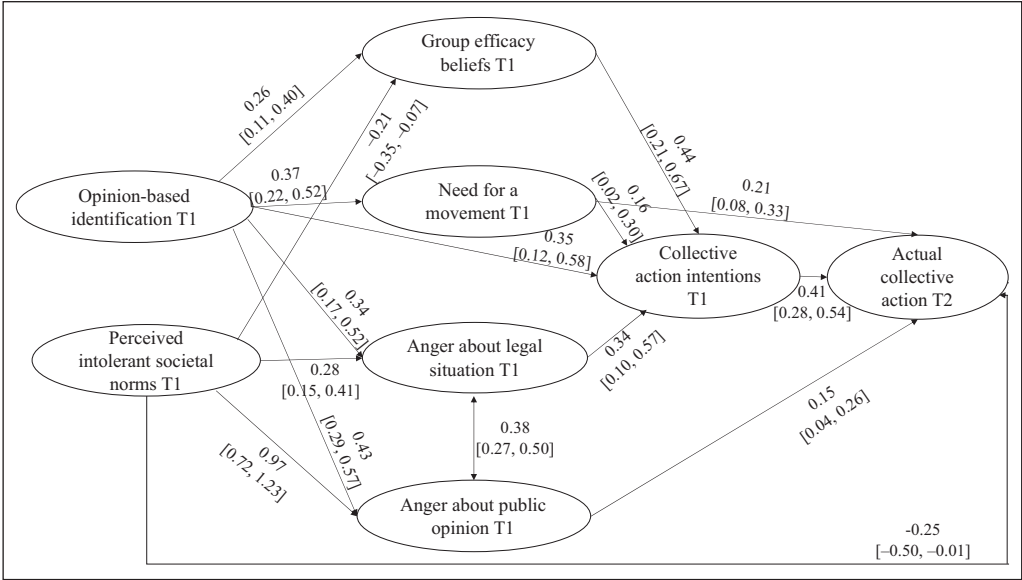 Group efficacy
beliefs T1
0.26
[0.11, 0.40]
−0.21
[−0.35, −0.07]
0.44
[0.21, 0.67]
0.37
[0.22, 0.52]
Opinion-based
identification T1
Need for a
movement T1
0.16
[0.02, 0.30]
0.21
[0.08, 0.33]
0.35
[0.12, 0.58]
Collective
action intentions
T1
Actual
collective
action T2
0.41
[0.28, 0.54]
0.34
[0.17, 0.52]
Perceived
intolerant societal
norms T1
Anger about legal
situation T1
0.28
[0.15, 0.41]
0.34
[0.10, 0.57]
0.38
[0.27, 0.50]
0.15
[0.04, 0.26]
0.43
[0.29, 0.57]
0.97
[0.72, 1.23]
Anger about public
opinion T1
-0.25
[−0.50, −0.01]